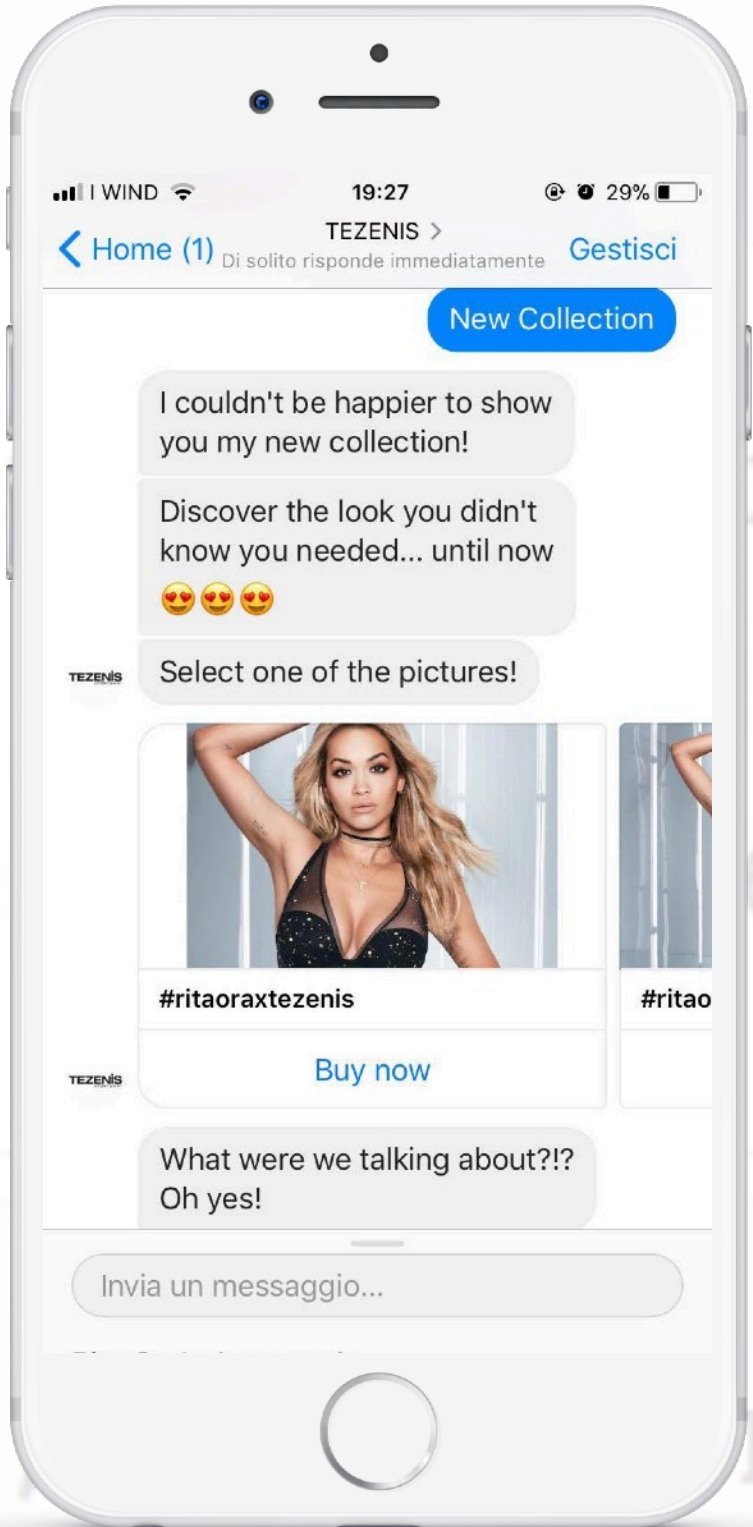 I WIND 19:27 29%
Home (1) TEZENIS > Gestisci
Di solito risponde immediatamente
New Collection
I couldn't be happier to show
you my new collection!
Discover the look you didn't
know you needed... until now
😍😍😍
TEZENIS
Select one of the pictures!
#ritaoraxtezenis
#ritao
Buy now
TEZENIS
What were we talking about?!?
Oh yes!
Invia un messaggio...